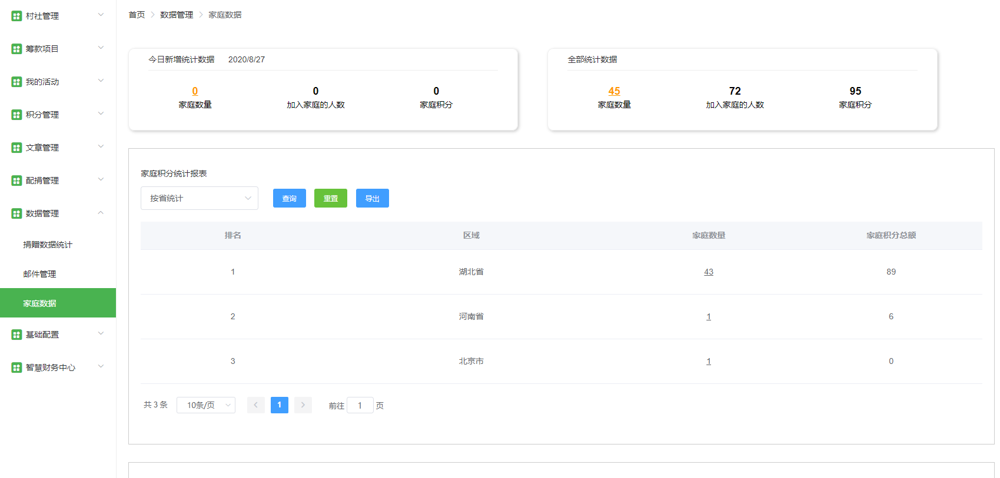 村社管理
筹款项目
我的活动
积分管理
文章管理
配捐管理
数据管理
捐赠数据统计
邮件管理
家庭数据
基础配置
智慧财务中心
首页 数据管理 家庭数据
今日新增统计数据 2020/8/27
0 0 0
家庭数量 加入家庭的人数 家庭积分
全部统计数据
45 72 95
家庭数量 加入家庭的人数 家庭积分
家庭积分统计报表
按省统计 查询 重置 导出
排名 区域 家庭数量 家庭积分总额
1 湖北省 43 89
2 河南省 1 6
3 北京市 1 0
共 3 条 10条/页 1 前往 1 页